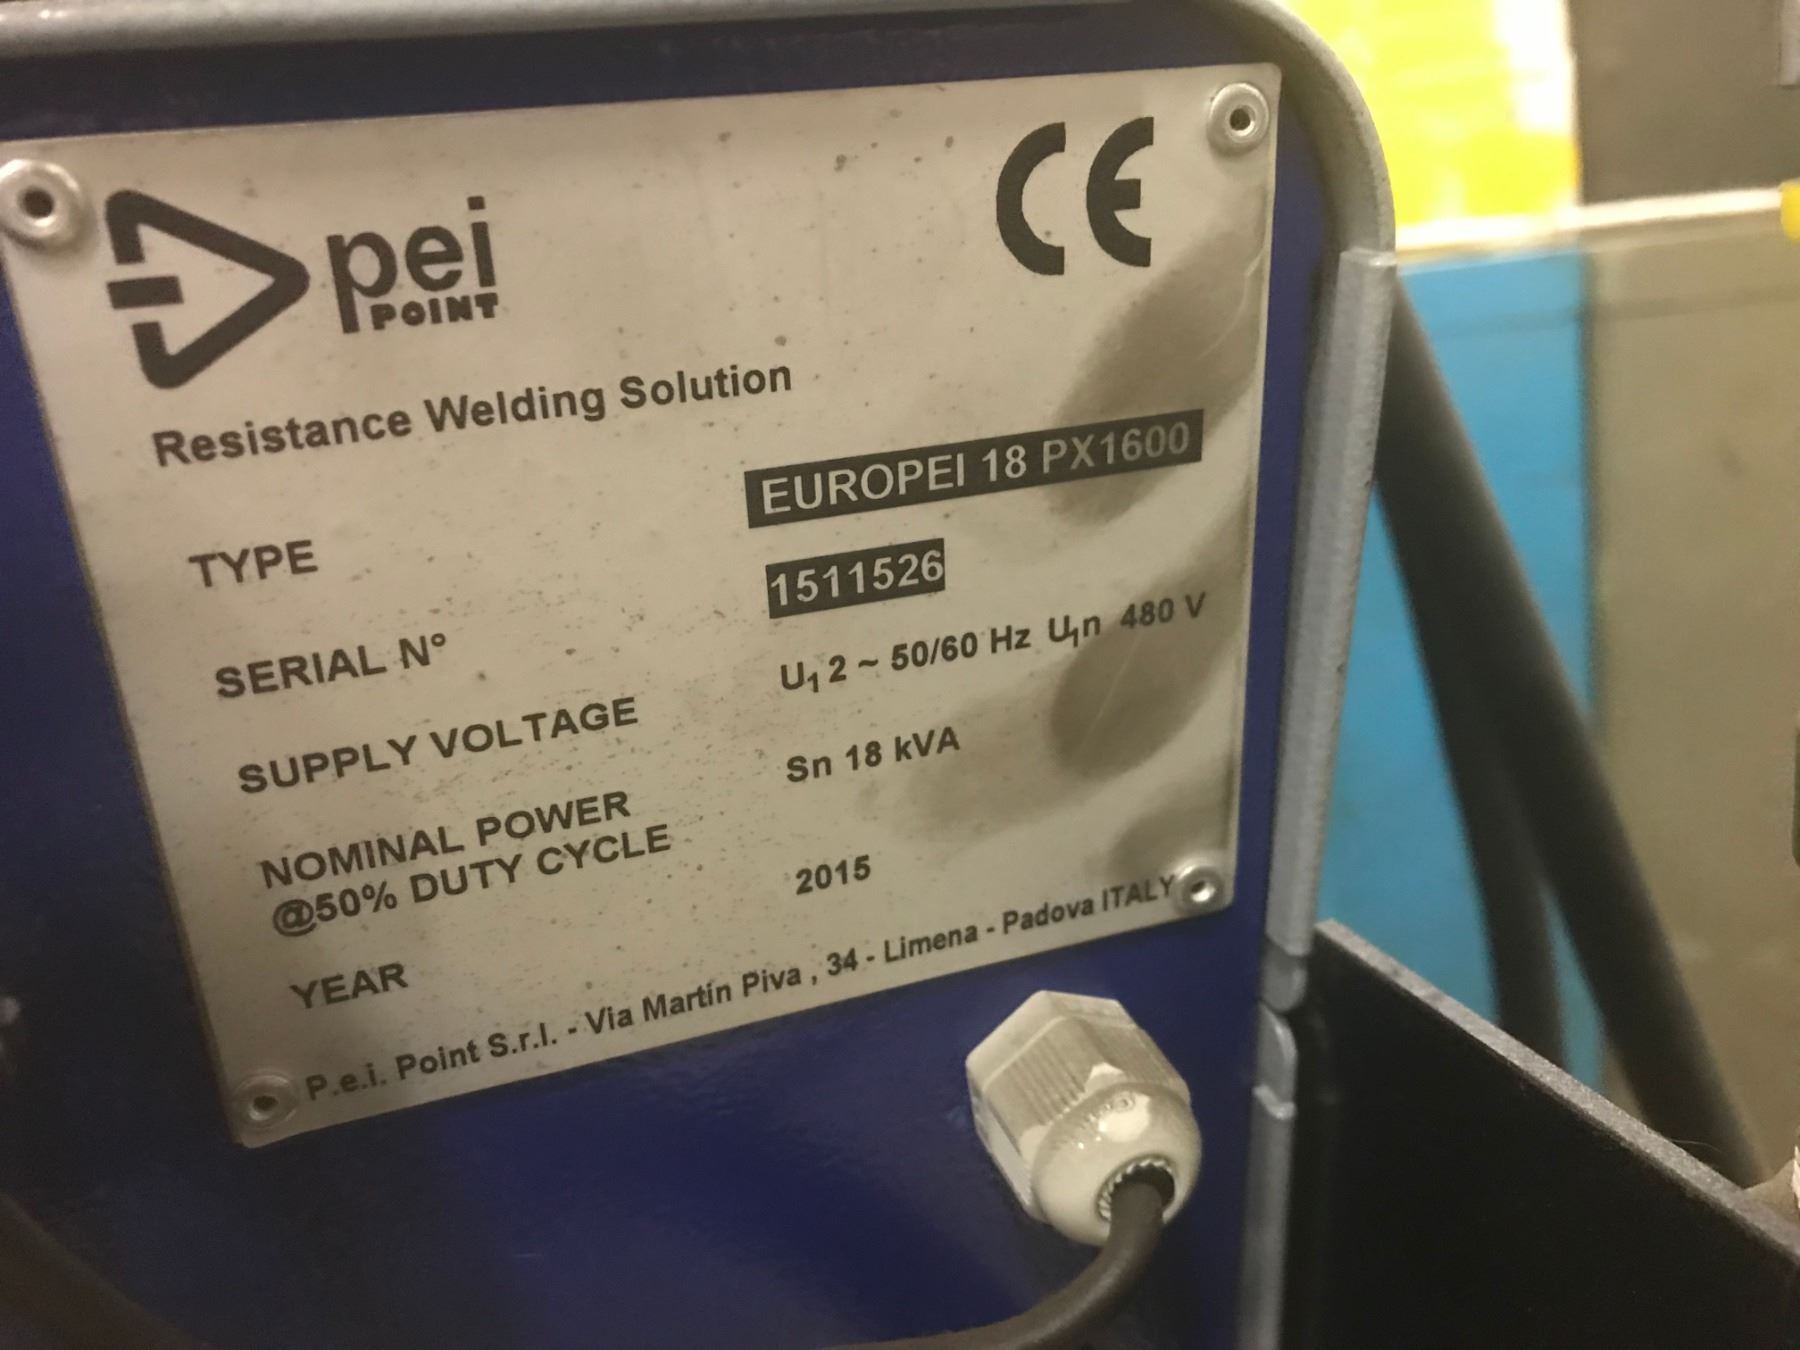 pei
POINT
CE
Resistance Welding Solution
TYPE EUROPEI 18 PX1600
SERIAL N° 1511526
SUPPLY VOLTAGE U₁ 2 ~ 50/60 Hz U₁n 480 V
NOMINAL POWER Sn 18 kVA
@50% DUTY CYCLE
YEAR 2015
P.e.i. Point S.r.l. - Via Martin Piva , 34 - Limena - Padova ITALY